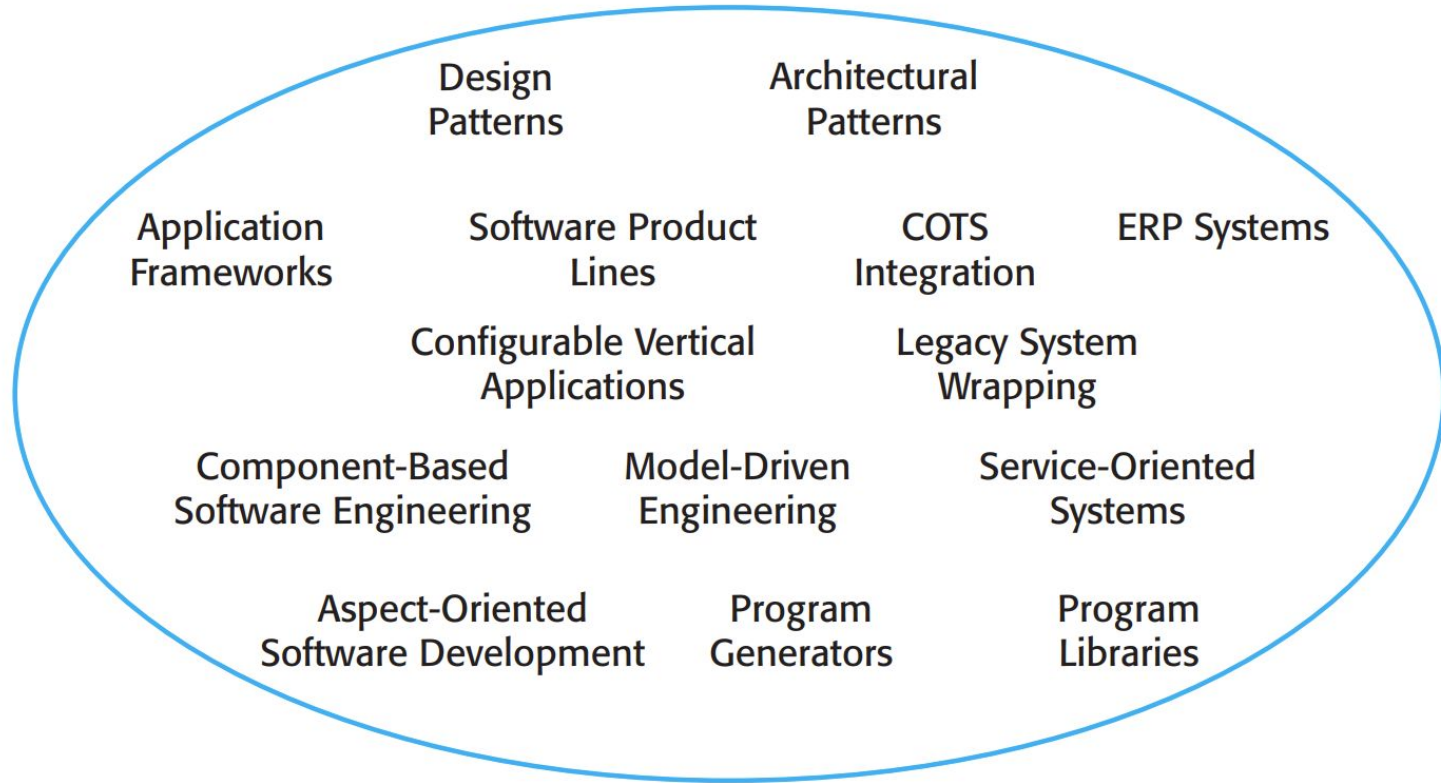 Design
Patterns
Architectural
Patterns
Application
Frameworks
Software Product
Lines
COTS
Integration
ERP Systems
Configurable Vertical
Applications
Legacy System
Wrapping
Component-Based
Software Engineering
Model-Driven
Engineering
Service-Oriented
Systems
Aspect-Oriented
Software Development
Program
Generators
Program
Libraries